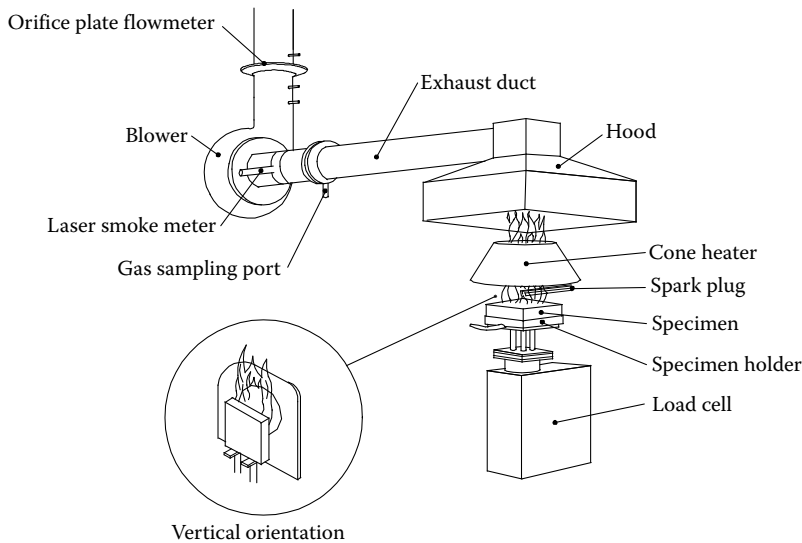 Orifice plate flowmeter
Exhaust duct
Blower
Hood
Laser smoke meter
Gas sampling port
Cone heater
Spark plug
Specimen
Specimen holder
Load cell
Vertical orientation